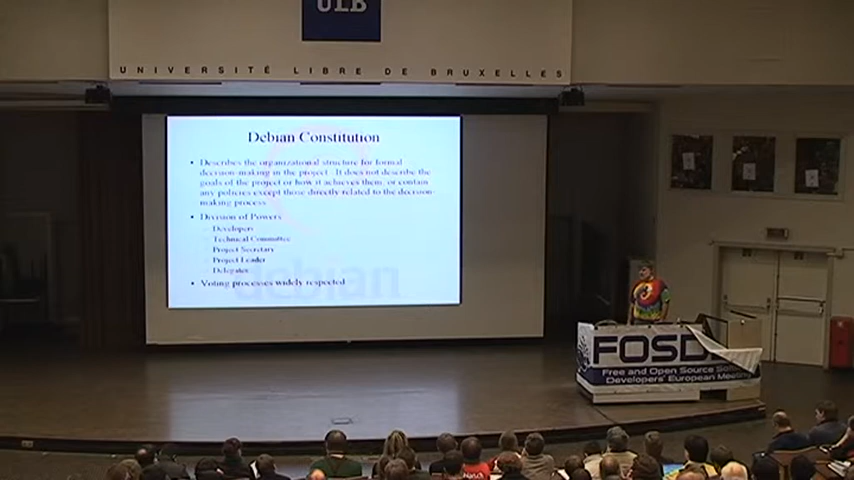 ULB
UNIVERSITÉ LIBRE DE BRUXELLES
Debian Constitution
• Describes the organizational structure for formal
decision-making in the project. It does not describe the
goals of the project or how it achieves them, or contain
any policies except those directly related to the decision-
making process.
• Division of Powers
– Developers
– Technical Committee
– Project Secretary
– Project Leader
– Delegates
• Voting processes widely respected
debian
FOSDE
Free and Open Source So
Developers' European Meeting